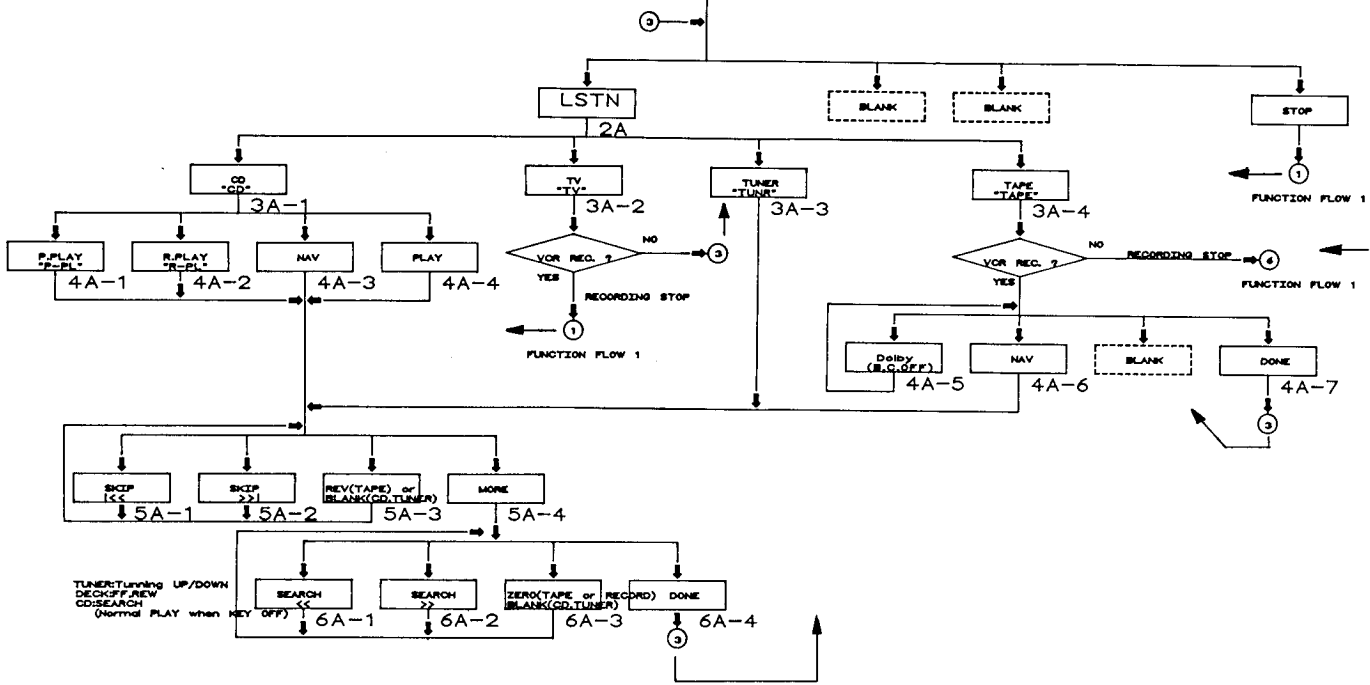 3
LSTN
BLANK
BLANK
STOP
2A
1
FUNCTION FLOW 1
CD
"CD"
3A-1
TV
"TV"
3A-2
TUNER
"TUNR"
3A-3
TAPE
"TAPE"
3A-4
P.PLAY
"P-PL"
4A-1
R.PLAY
"R-PL"
4A-2
NAV
4A-3
PLAY
4A-4
VCR REC. ?
NO
3
YES
RECORDING STOP
1
FUNCTION FLOW 1
VCR REC. ?
NO
RECORDING STOP
4
FUNCTION FLOW 1
YES
Dolby
(B.C.OFF)
4A-5
NAV
4A-6
BLANK
DONE
4A-7
3
SKIP
|<<
5A-1
SKIP
>>|
5A-2
REV(TAPE) or
BLANK(CD.TUNER)
5A-3
MORE
5A-4
TUNER:Tunning UP/DOWN
DECK:FF.REW
CD:SEARCH
(Normal PLAY when KEY OFF)
SEARCH
<<
6A-1
SEARCH
>>
6A-2
ZERO(TAPE or RECORD)
BLANK(CD.TUNER)
6A-3
DONE
6A-4
3